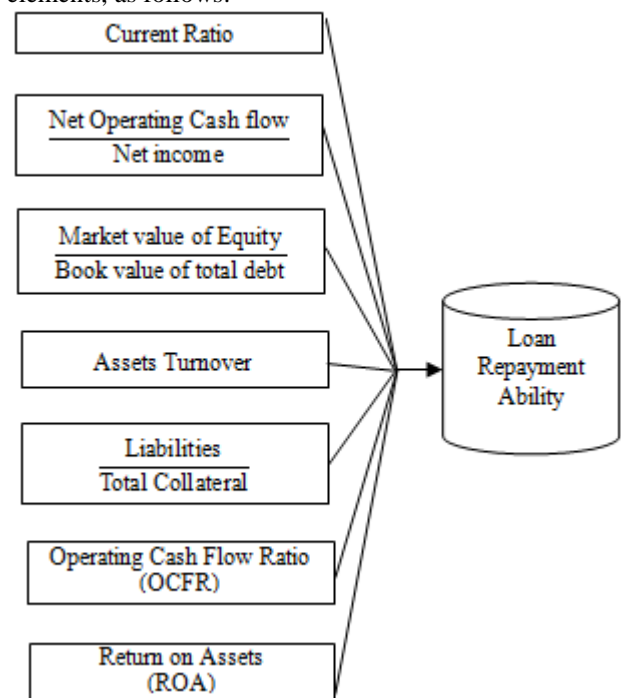 elements, as follows:
Current Ratio
Net Operating Cash flow
Net income
Market value of Equity
Book value of total debt
Assets Turnover
Liabilities
Total Collateral
Operating Cash Flow Ratio
(OCFR)
Return on Assets
(ROA)
Loan
Repayment
Ability